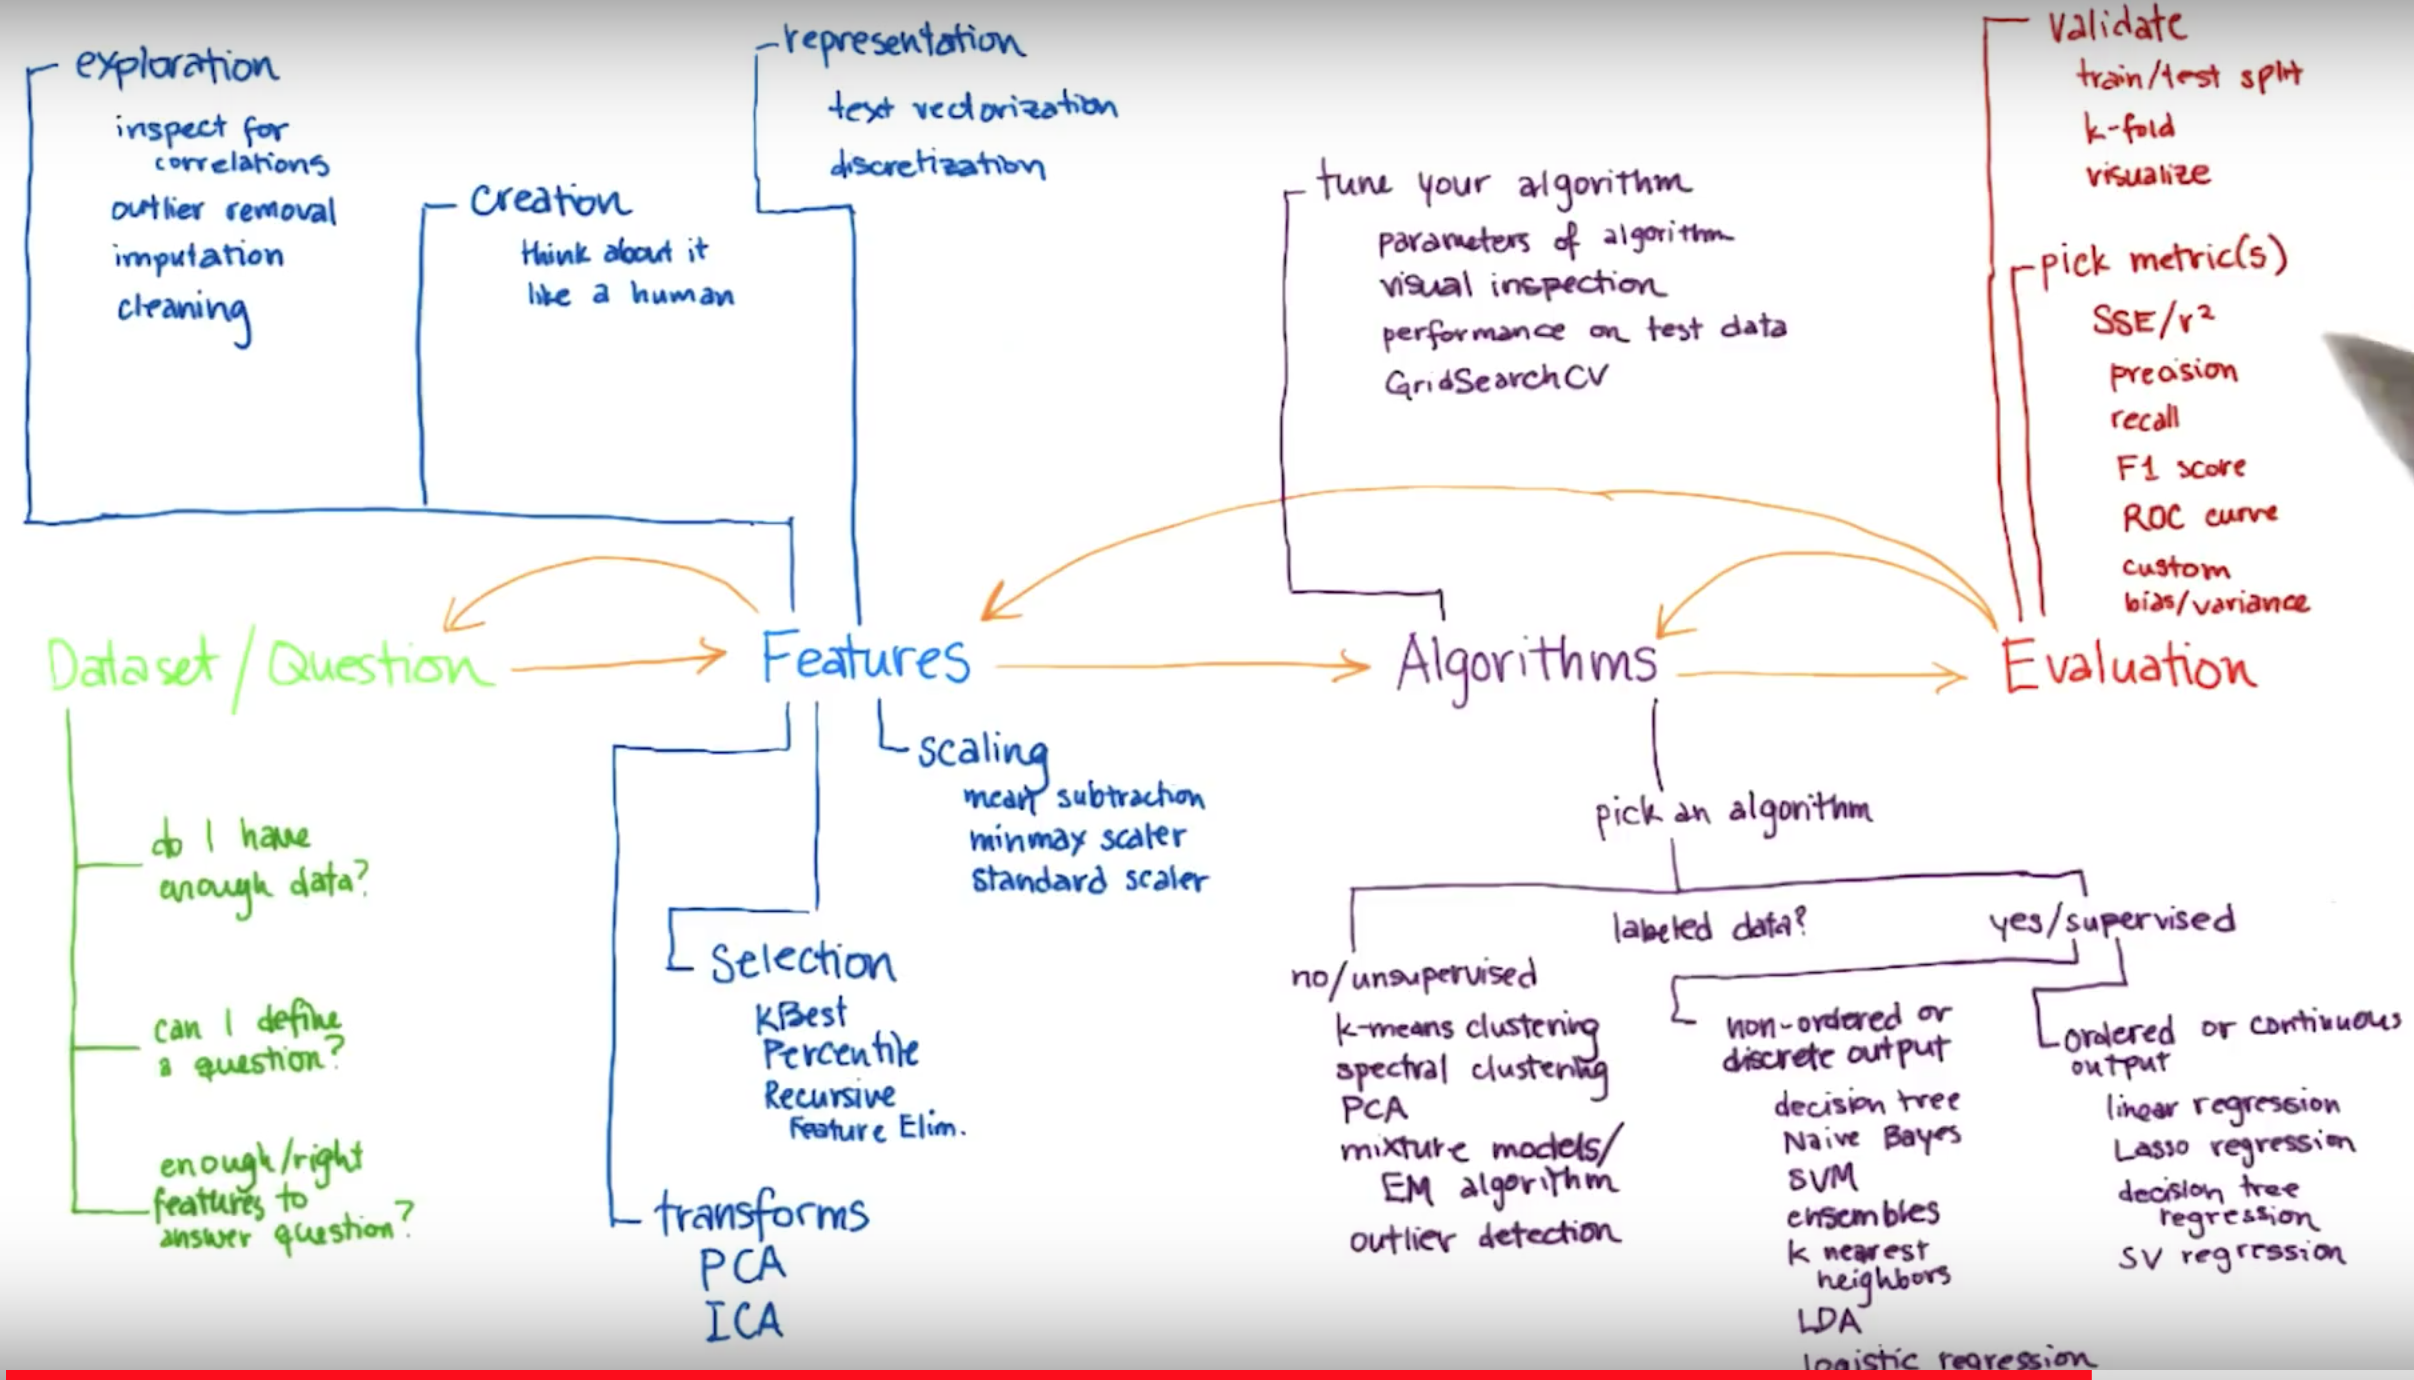 exploration
inspect for
correlations
outlier removal
imputation
cleaning
creation
think about it
like a human
representation
text vectorization
discretization
tune your algorithm
parameters of algorithm
visual inspection
performance on test data
GridSearchCV
validate
train/test split
k-fold
visualize
pick metric(s)
SSE/r²
precision
recall
F1 score
ROC curve
custom
bias/variance
Dataset/Question
Features
Algorithms
Evaluation
do I have
enough data?
can I define
a question?
enough/right
features to
answer question?
scaling
mean subtraction
minmax scaler
standard scaler
selection
KBest
Percentile
Recursive
Feature Elim.
transforms
PCA
ICA
pick an algorithm
labeled data?
no/unsupervised
k-means clustering
spectral clustering
PCA
mixture models/
EM algorithm
outlier detection
yes/supervised
non-ordered or
discrete output
decision tree
Naive Bayes
SVM
ensembles
k nearest
neighbors
LDA
logistic regression
ordered or continuous
output
linear regression
Lasso regression
decision tree
regression
SV regression